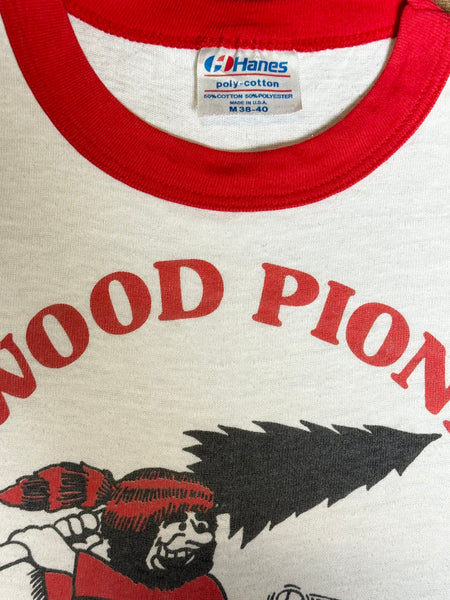 Hanes
poly-cotton
50%COTTON 50%POLYESTER
MADE IN U.S.A.
M 38-40
WOOD PION